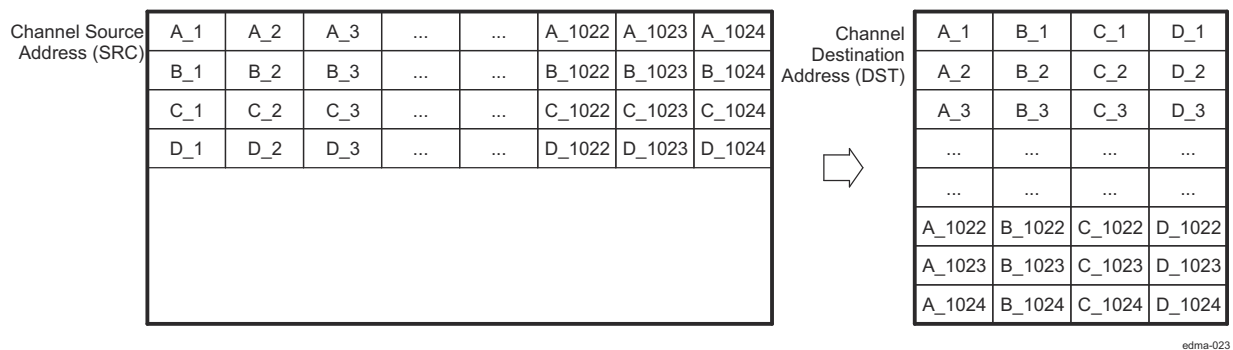 Channel Source
Address (SRC)
A_1 A_2 A_3 ... ... A_1022 A_1023 A_1024
B_1 B_2 B_3 ... ... B_1022 B_1023 B_1024
C_1 C_2 C_3 ... ... C_1022 C_1023 C_1024
D_1 D_2 D_3 ... ... D_1022 D_1023 D_1024
Channel
Destination
Address (DST)
A_1 B_1 C_1 D_1
A_2 B_2 C_2 D_2
A_3 B_3 C_3 D_3
... ... ... ...
... ... ... ...
A_1022 B_1022 C_1022 D_1022
A_1023 B_1023 C_1023 D_1023
A_1024 B_1024 C_1024 D_1024
edma-023